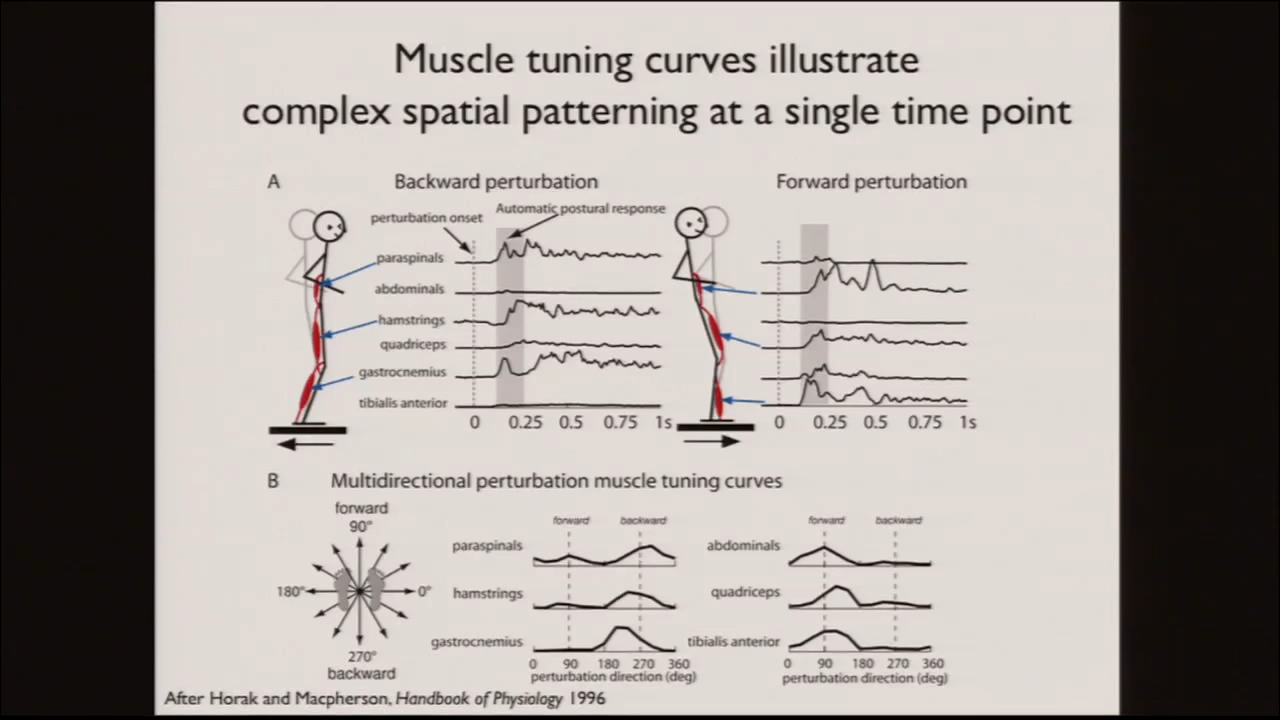 Muscle tuning curves illustrate
complex spatial patterning at a single time point
A
Backward perturbation
Forward perturbation
perturbation onset
Automatic postural response
paraspinals
abdominals
hamstrings
quadriceps
gastrocnemius
tibialis anterior
0 0.25 0.5 0.75 1s
0 0.25 0.5 0.75 1s
B
Multidirectional perturbation muscle tuning curves
forward
90°
180°
0°
270°
backward
forward backward
paraspinals
hamstrings
gastrocnemius
0 90 180 270 360
perturbation direction (deg)
forward backward
abdominals
quadriceps
tibialis anterior
0 90 180 270 360
perturbation direction (deg)
After Horak and Macpherson, Handbook of Physiology 1996